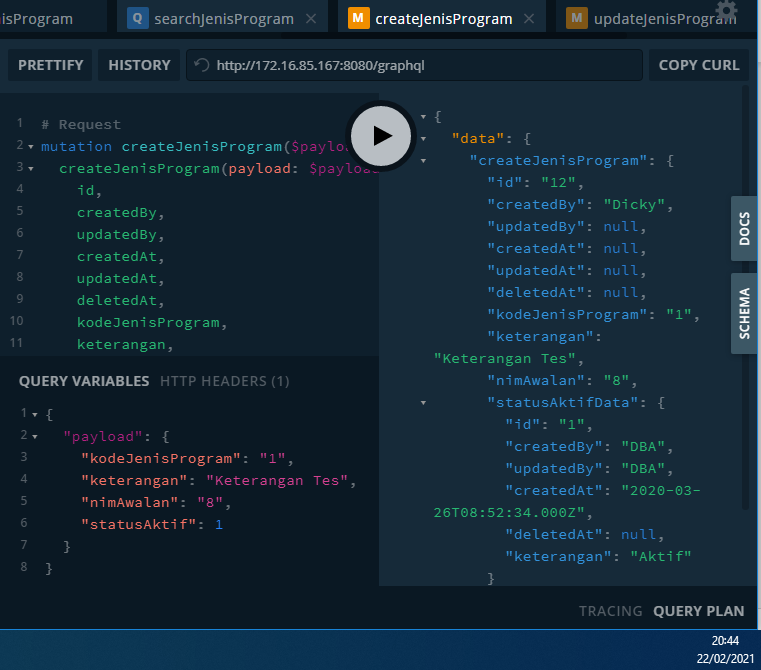 isProgram
Q searchJenisProgram ×
M createJenisProgram ×
M updateJenisProgram
PRETTIFY
HISTORY
http://172.16.85.167:8080/graphql
COPY CURL
1 # Request
2 mutation createJenisProgram($paylo
3 createJenisProgram(payload: $payloa
4 id,
5 createdBy,
6 updatedBy,
7 createdAt,
8 updatedAt,
9 deletedAt,
10 kodeJenisProgram,
11 keterangan,
QUERY VARIABLES HTTP HEADERS (1)
1 {
2 "payload": {
3 "kodeJenisProgram": "1",
4 "keterangan": "Keterangan Tes",
5 "nimAwalan": "8",
6 "statusAktif": 1
7 }
8 }
{
"data": {
"createJenisProgram": {
"id": "12",
"createdBy": "Dicky",
"updatedBy": null,
"createdAt": null,
"updatedAt": null,
"deletedAt": null,
"kodeJenisProgram": "1",
"keterangan":
"Keterangan Tes",
"nimAwalan": "8",
"statusAktifData": {
"id": "1",
"createdBy": "DBA",
"updatedBy": "DBA",
"createdAt": "2020-03-
26T08:52:34.000Z",
"deletedAt": null,
"keterangan": "Aktif"
}
DOCS
SCHEMA
TRACING QUERY PLAN
20:44
22/02/2021